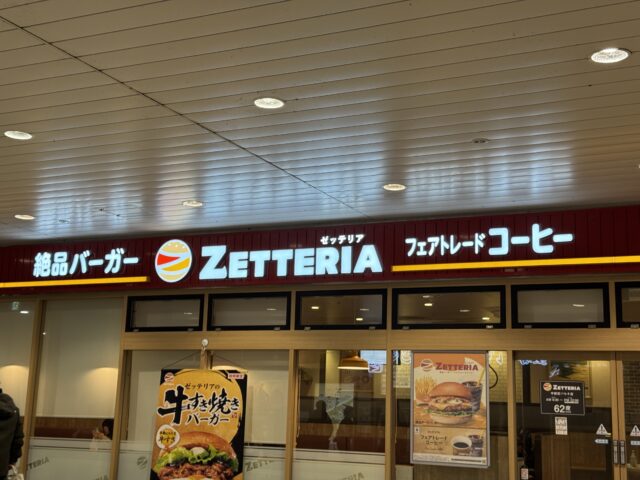 絶品バーガー
ゼッテリア
ZETTERIA
フェアトレード コーヒー
ゼッテリアの
牛すき焼き
バーガー
ZETTERIA
フェアトレード
コーヒー
ZETTERIA
62席
ZETTERIA
ZETTERIA